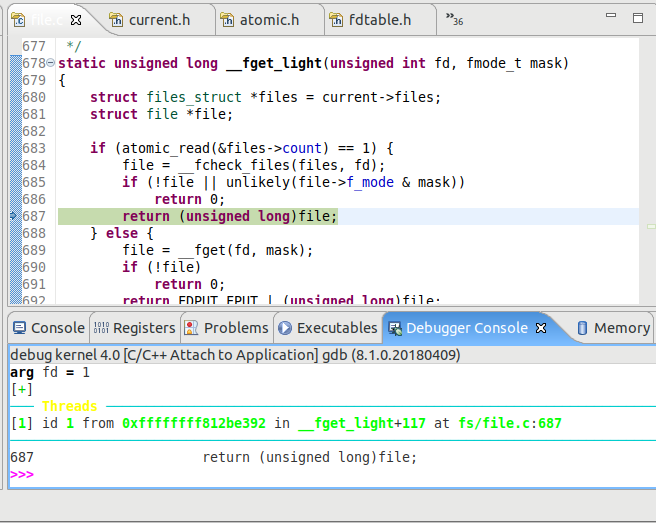 file.c current.h atomic.h fdtable.h »36
677 */
678 static unsigned long __fget_light(unsigned int fd, fmode_t mask)
679 {
680 struct files_struct *files = current->files;
681 struct file *file;
682
683 if (atomic_read(&files->count) == 1) {
684 file = __fcheck_files(files, fd);
685 if (!file || unlikely(file->f_mode & mask))
686 return 0;
687 return (unsigned long)file;
688 } else {
689 file = __fget(fd, mask);
690 if (!file)
691 return 0;
692 return FDPUT_FPUT | (unsigned long)file;
Console Registers Problems Executables Debugger Console Memory
debug kernel 4.0 [C/C++ Attach to Application] gdb (8.1.0.20180409)
arg fd = 1
[+]
Threads
[1] id 1 from 0xffffffff812be392 in __fget_light+117 at fs/file.c:687
687 return (unsigned long)file;
>>>